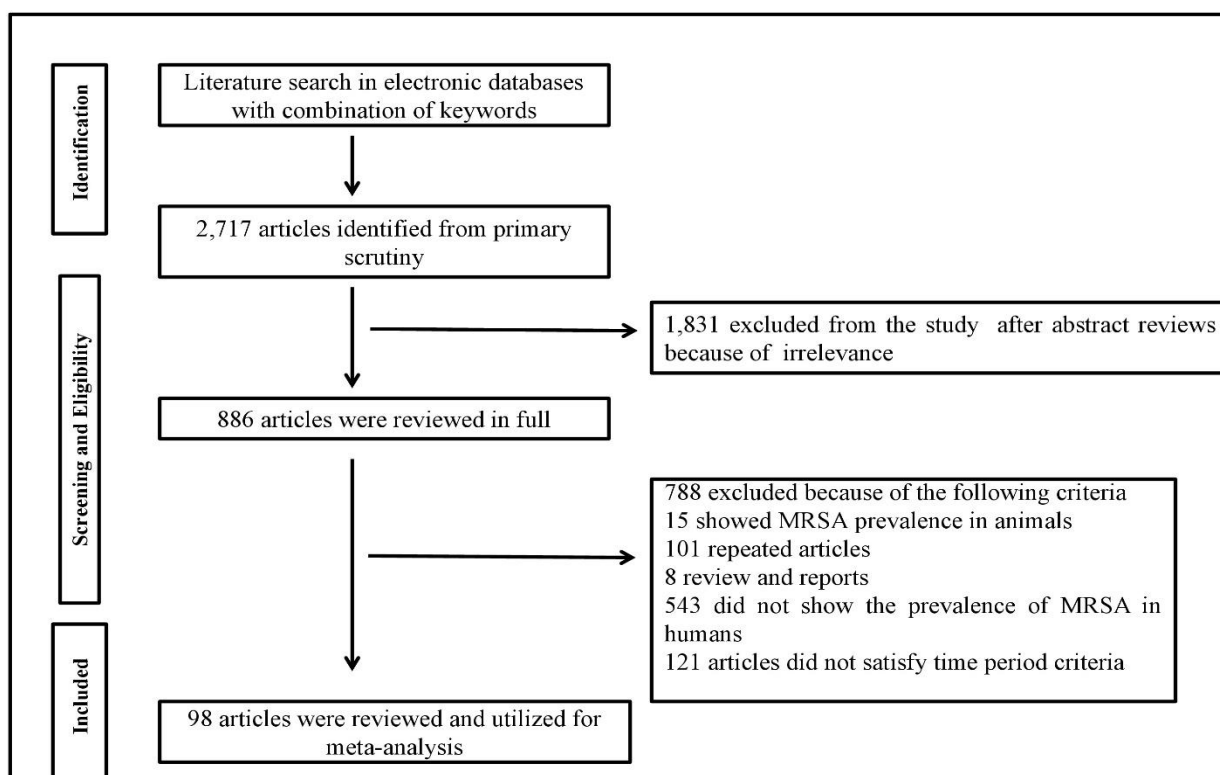 Identification
Literature search in electronic databases
with combination of keywords
2,717 articles identified from primary
scrutiny
Screening and Eligibility
1,831 excluded from the study after abstract reviews
because of irrelevance
886 articles were reviewed in full
788 excluded because of the following criteria
15 showed MRSA prevalence in animals
101 repeated articles
8 review and reports
543 did not show the prevalence of MRSA in
humans
121 articles did not satisfy time period criteria
Included
98 articles were reviewed and utilized for
meta-analysis